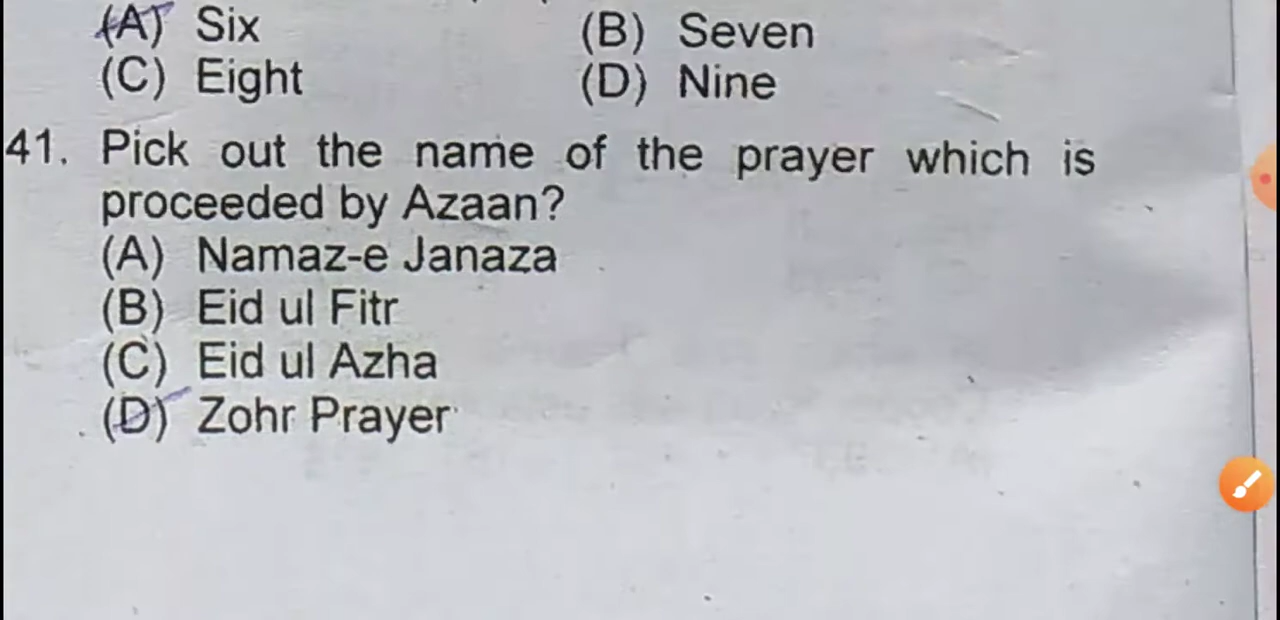 (A) Six (B) Seven
(C) Eight (D) Nine
41. Pick out the name of the prayer which is
proceeded by Azaan?
(A) Namaz-e Janaza
(B) Eid ul Fitr
(C) Eid ul Azha
(D) Zohr Prayer